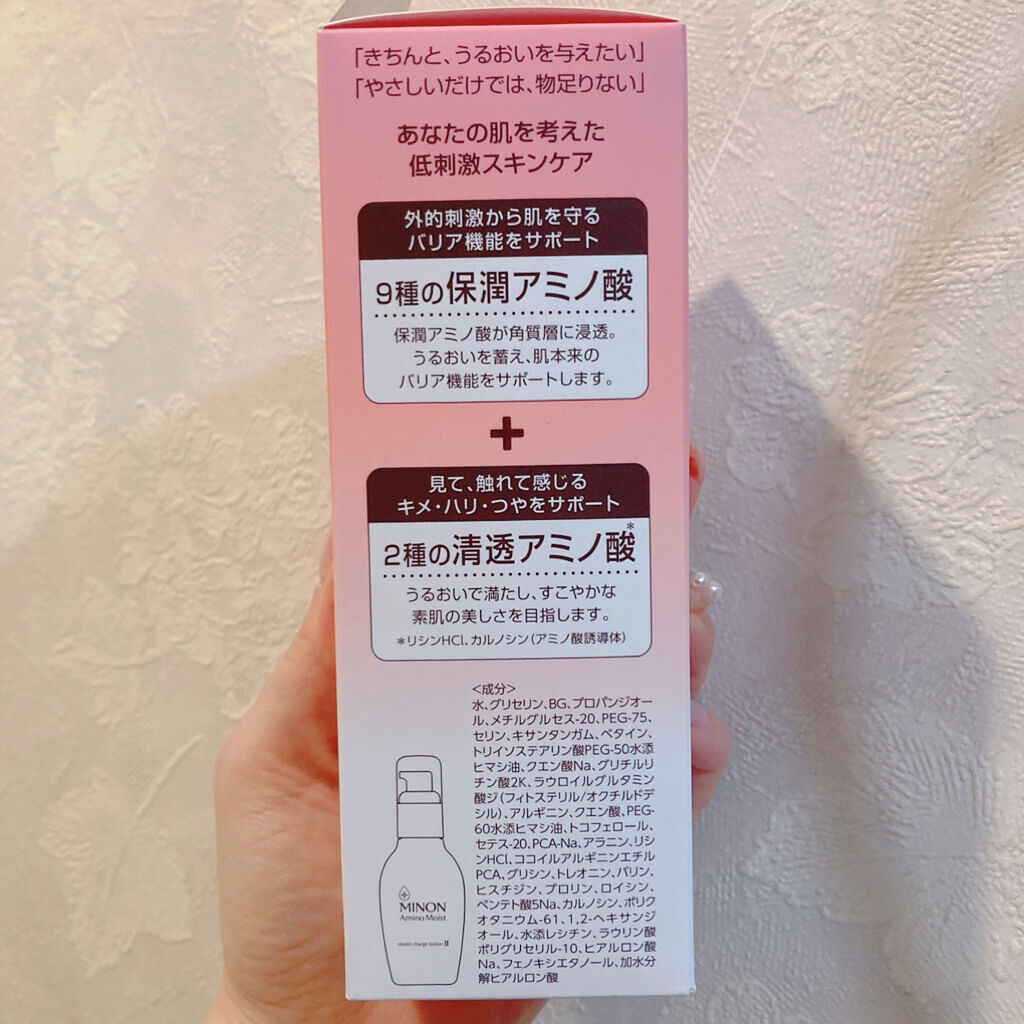 「きちんと、うるおいを与えたい」
「やさしいだけでは、物足りない」
あなたの肌を考えた
低刺激スキンケア
外的刺激から肌を守る
バリア機能をサポート
9種の保潤アミノ酸
保潤アミノ酸が角質層に浸透。
うるおいを蓄え、肌本来の
バリア機能をサポートします。
+
見て、触れて感じる
キメ・ハリ・つやをサポート
2種の清透アミノ酸*
うるおいで満たし、すこやかな
素肌の美しさを目指します。
*リシンHCl、カルノシン(アミノ酸誘導体)
<成分>
水、グリセリン、BG、プロパンジオー
ル、メチルグルセス-20、PEG-75、
セリン、キサンタンガム、ベタイン、
トリイソステアリン酸PEG-50水添
ヒマシ油、クエン酸Na、グリチルリ
チン酸2K、ラウロイルグルタミン
酸ジ(フィトステリル/オクチルドデ
シル)、アルギニン、クエン酸、PEG-
60水添ヒマシ油、トコフェロール、
セテス-20、PCA-Na、アラニン、リシ
ンHCl、ココイルアルギニンエチル
PCA、グリシン、トレオニン、バリン、
ヒスチジン、プロリン、ロイシン、
ペンテト酸5Na、カルノシン、ポリク
オタニウム-61、1,2-ヘキサンジ
オール、水添レシチン、ラウリン酸
ポリグリセリル-10、ヒアルロン酸
Na、フェノキシエタノール、加水分
解ヒアルロン酸
MINON
Amino Moist
moist charge lotion II